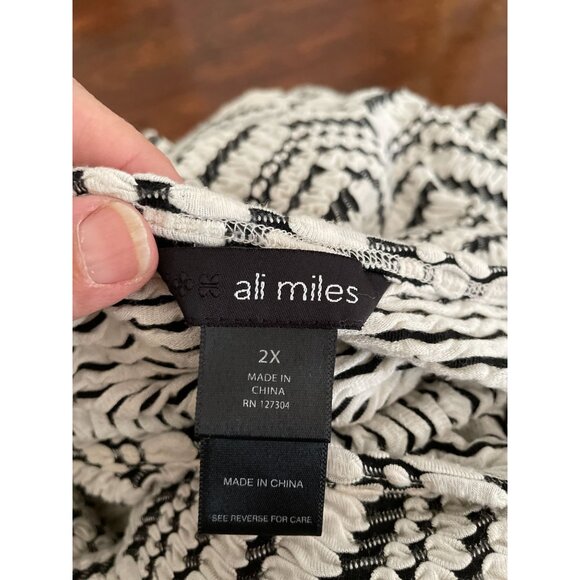 ali miles
2X
MADE IN
CHINA
RN 127304
MADE IN CHINA
SEE REVERSE FOR CARE